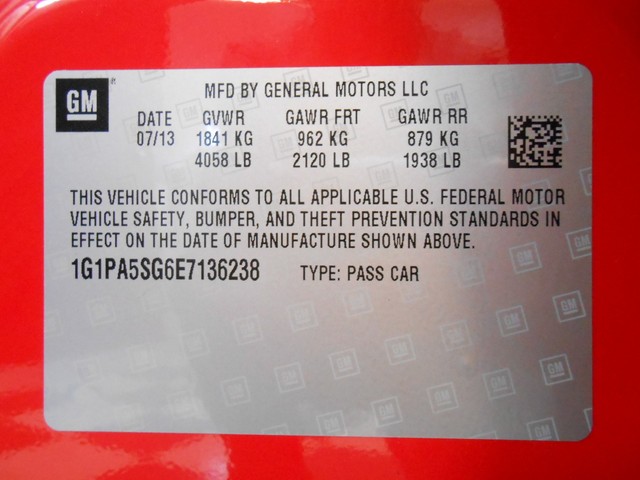 GM
MFD BY GENERAL MOTORS LLC
DATE GVWR GAWR FRT GAWR RR
07/13 1841 KG 962 KG 879 KG
4058 LB 2120 LB 1938 LB
THIS VEHICLE CONFORMS TO ALL APPLICABLE U.S. FEDERAL MOTOR
VEHICLE SAFETY, BUMPER, AND THEFT PREVENTION STANDARDS IN
EFFECT ON THE DATE OF MANUFACTURE SHOWN ABOVE.
1G1PA5SG6E7136238 TYPE: PASS CAR